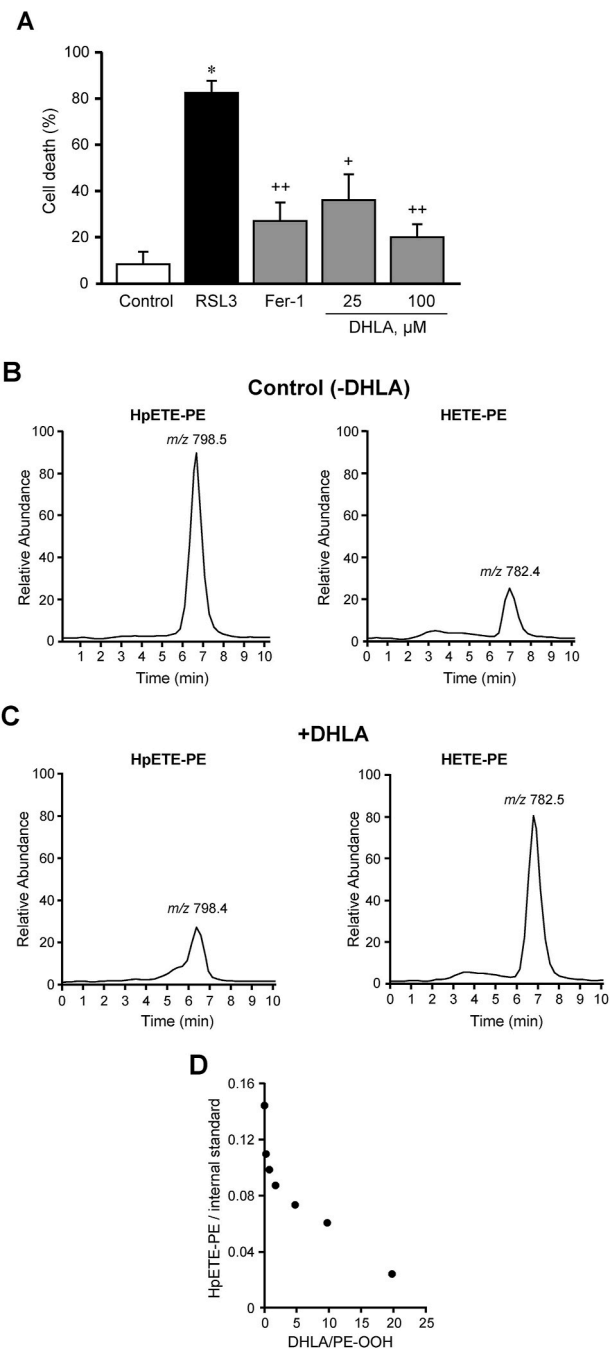 A
100
80
60
40
20
0
Cell death (%)
*
++
+
++
Control RSL3 Fer-1 25 100
DHLA, µM
B
Control (-DHLA)
HpETE-PE
100
80
60
40
20
0
Relative Abundance
m/z 798.5
1 2 3 4 5 6 7 8 9 10
Time (min)
HETE-PE
100
80
60
40
20
0
Relative Abundance
m/z 782.4
0 1 2 3 4 5 6 7 8 9 10
Time (min)
C
+DHLA
HpETE-PE
100
80
60
40
20
0
Relative Abundance
m/z 798.4
0 1 2 3 4 5 6 7 8 9 10
Time (min)
HETE-PE
100
80
60
40
20
0
Relative Abundance
m/z 782.5
0 1 2 3 4 5 6 7 8 9 10
Time (min)
D
0.16
0.12
0.08
0.04
0
HpETE-PE / internal standard
0 5 10 15 20 25
DHLA/PE-OOH